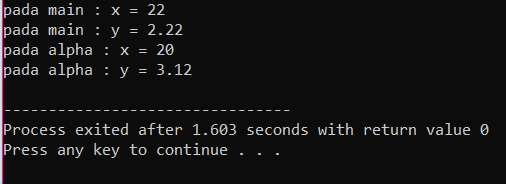 pada main : x = 22
pada main : y = 2.22
pada alpha : x = 20
pada alpha : y = 3.12
--------------------------------
Process exited after 1.603 seconds with return value 0
Press any key to continue . . .